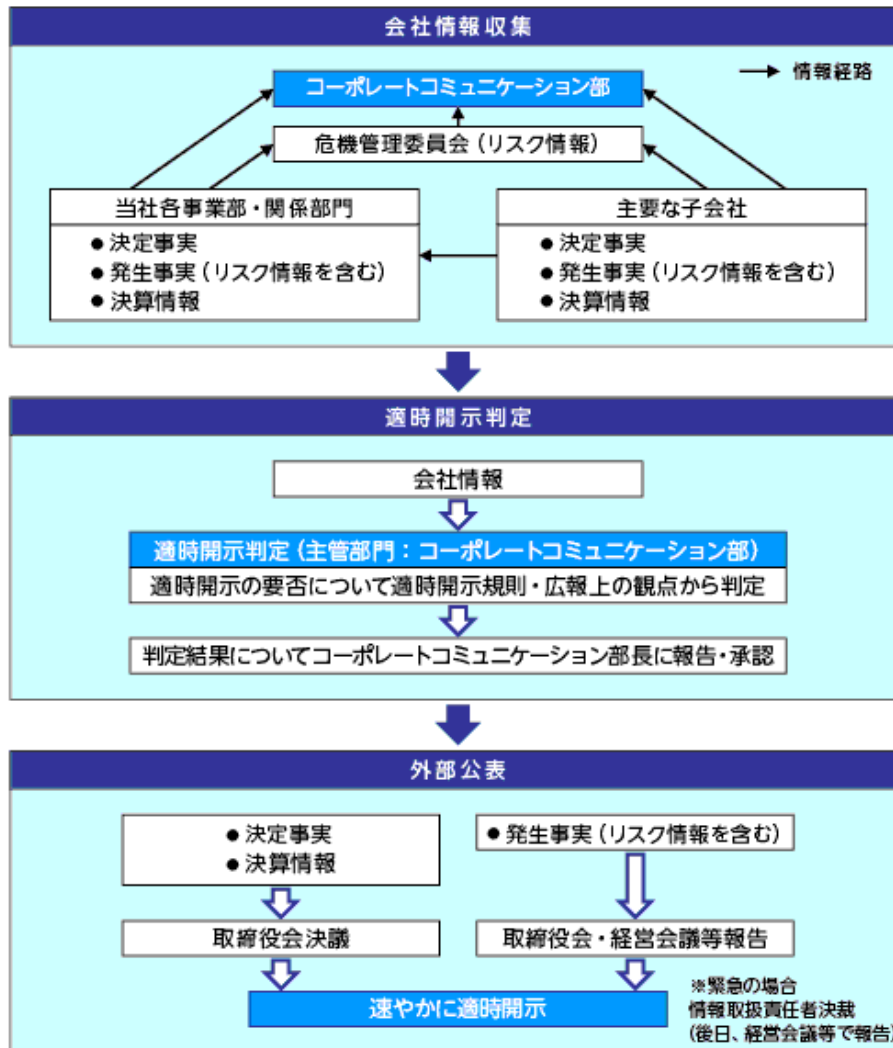 会社情報収集
→ 情報経路
コーポレートコミュニケーション部
危機管理委員会(リスク情報)
当社各事業部・関係部門
●決定事実
●発生事実(リスク情報を含む)
●決算情報
主要な子会社
●決定事実
●発生事実(リスク情報を含む)
●決算情報
適時開示判定
会社情報
適時開示判定(主管部門:コーポレートコミュニケーション部)
適時開示の要否について適時開示規則・広報上の観点から判定
判定結果についてコーポレートコミュニケーション部長に報告・承認
外部公表
●決定事実
●決算情報
●発生事実(リスク情報を含む)
取締役会決議
取締役会・経営会議等報告
速やかに適時開示
※緊急の場合
情報取扱責任者決裁
(後日、経営会議等で報告)